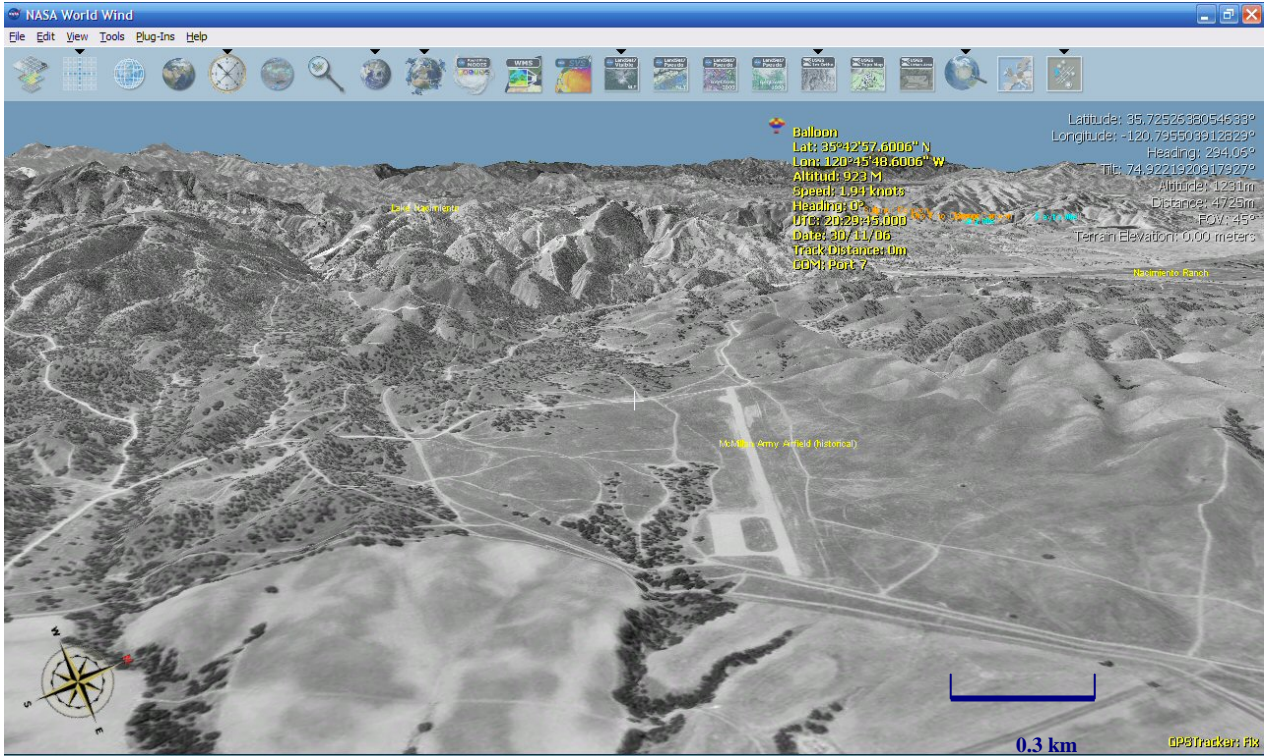 NASA World Wind
File Edit View Tools Plug-Ins Help
WMS
Balloon
Lat: 35°42'57.6006" N
Lon: 120°45'48.6006" W
Altitud: 923 M
Speed: 1.94 knots
Heading: 0°
UTC: 20:29:45.000
Date: 30/11/06
Track Distance: 0m
COM: Port 7
Latitude: 35.7252638054633°
Longitude: -120.795503912829°
Heading: 294.06°
Tilt: 74.9221920917927°
Altitude: 1231m
Distance: 4725m
FOV: 45°
Terrain Elevation: 0.00 meters
Lake Nacimiento
Nacimiento Ranch
McMillan Army Airfield (historical)
W
S
E
0.3 km
GPSTracker: Fix